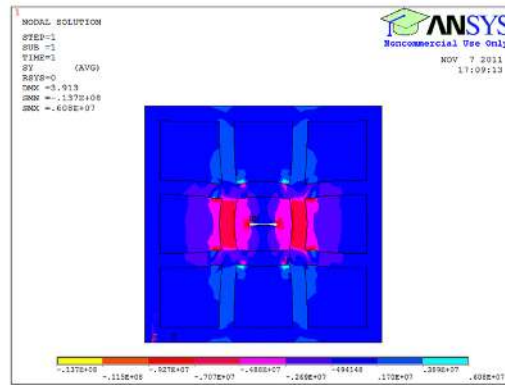 NODAL SOLUTION
STEP=1
SUB =1
TIME=1
SY (AVG)
RSYS=0
DMX =3.913
SMN =-.137E+08
SMX =.608E+07
ANSYS
Noncommercial Use Only
NOV 7 2011
17:09:13
-.137E+08
-.115E+08
-.927E+07
-.707E+07
-.488E+07
-.269E+07
-494148
.170E+07
.389E+07
.608E+07